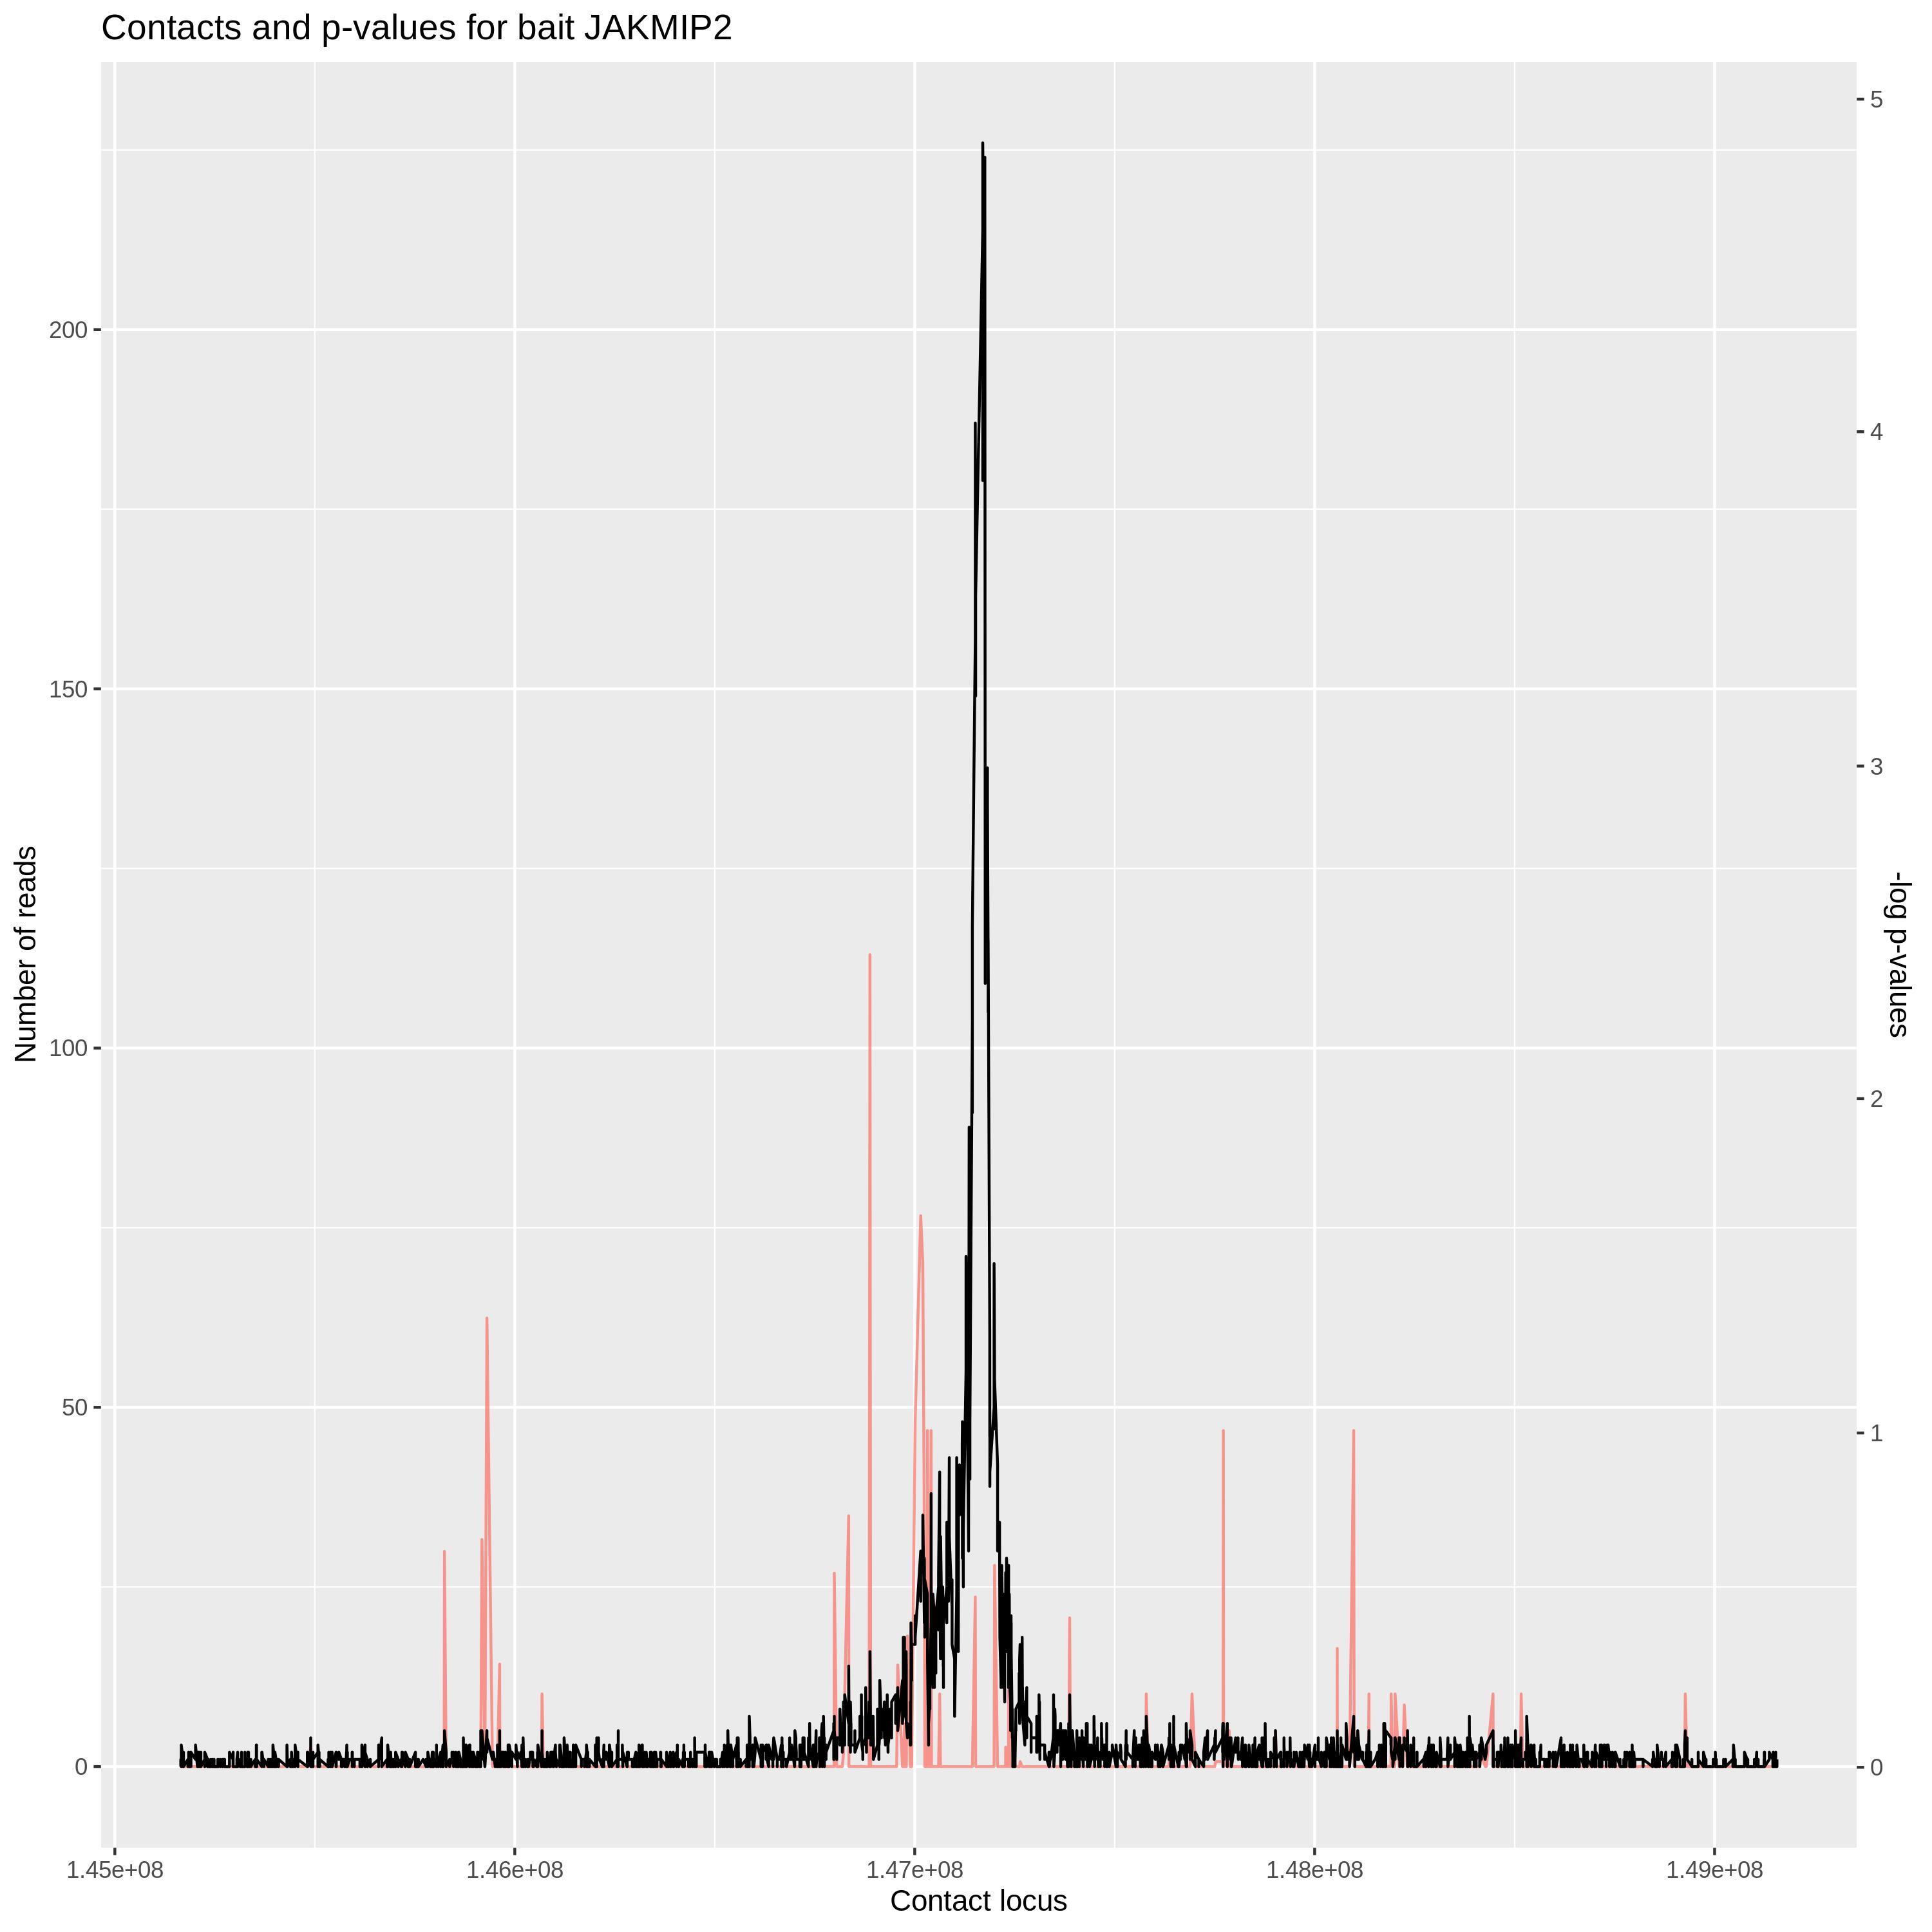 Contacts and p-values for bait JAKMIP2
Number of reads
200
150
100
50
0
5
4
3
2
1
0
-log p-values
1.45e+08
1.46e+08
1.47e+08
1.48e+08
1.49e+08
Contact locus